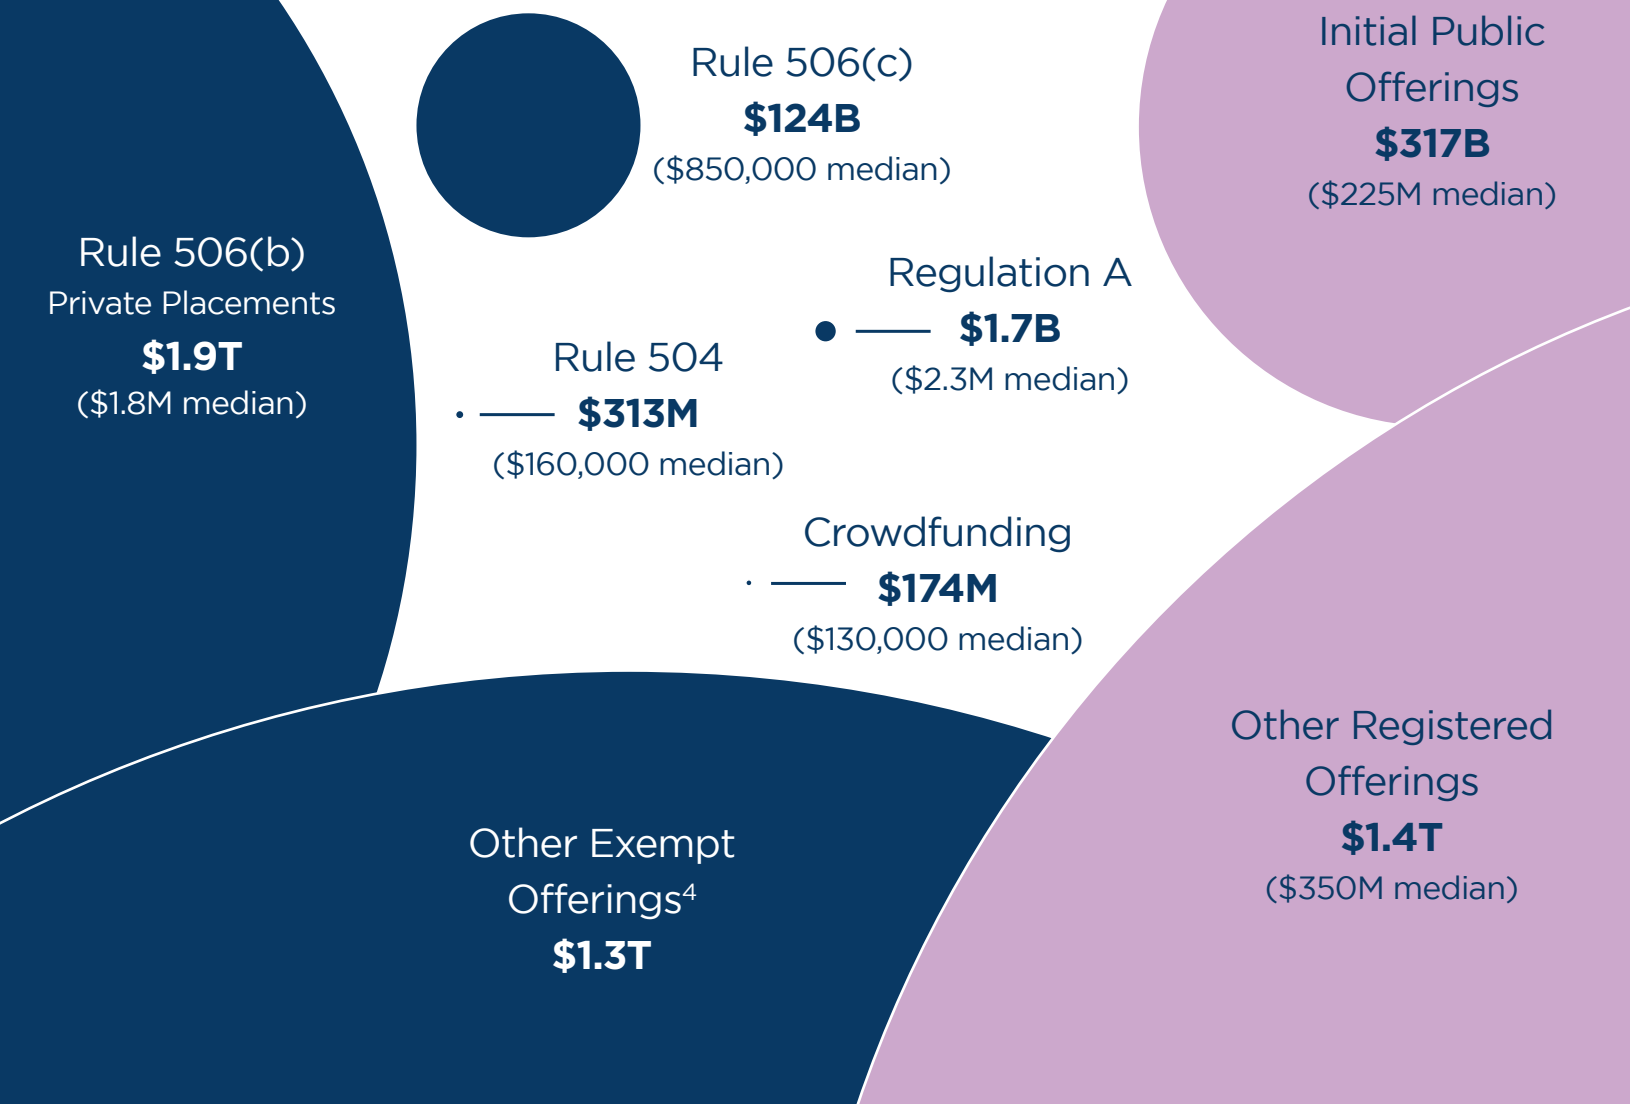 Rule 506(b)
Private Placements
$1.9T
($1.8M median)
Rule 506(c)
$124B
($850,000 median)
Initial Public
Offerings
$317B
($225M median)
Regulation A
$1.7B
($2.3M median)
Rule 504
$313M
($160,000 median)
Crowdfunding
$174M
($130,000 median)
Other Exempt
Offerings⁴
$1.3T
Other Registered
Offerings
$1.4T
($350M median)